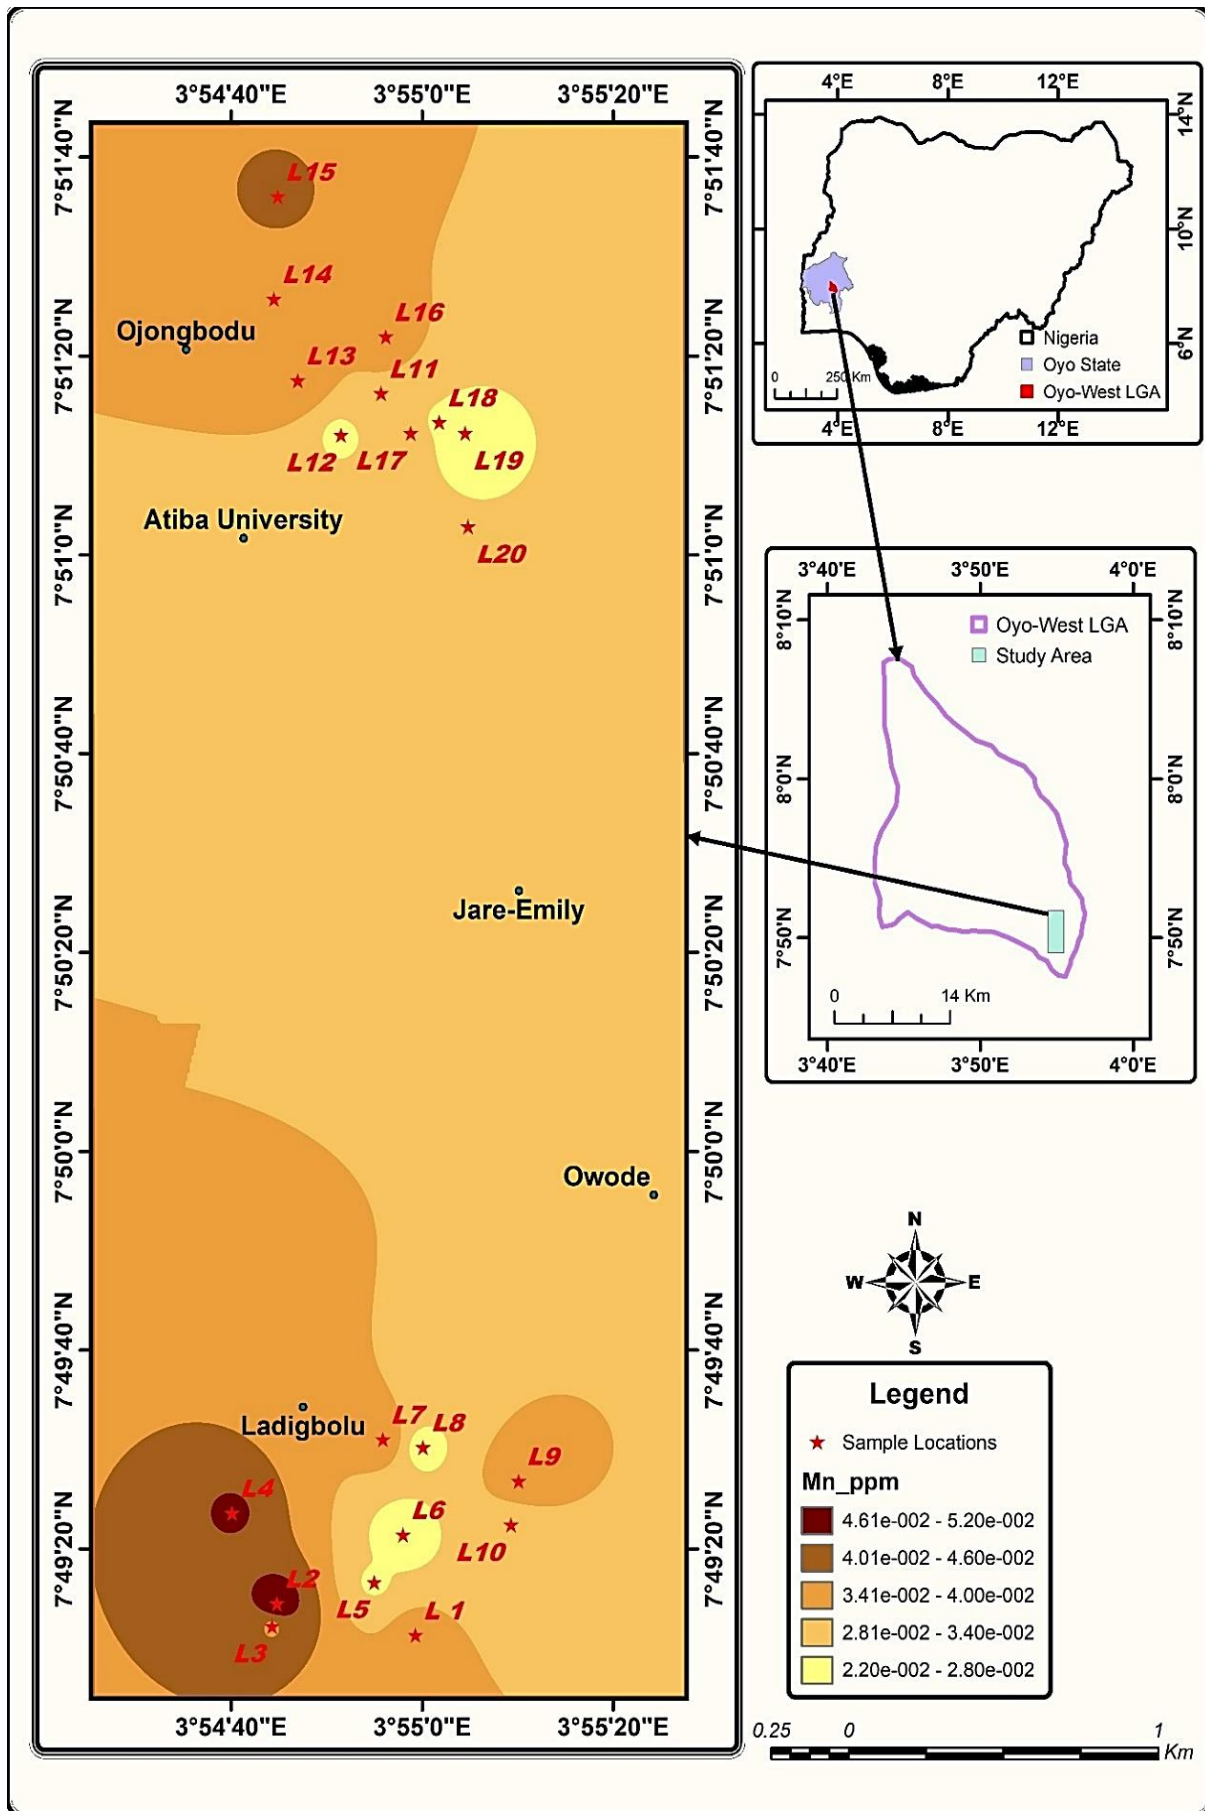 3°54'40"E 3°55'0"E 3°55'20"E
7°51'40"N
7°51'20"N
7°51'0"N
7°50'40"N
7°50'20"N
7°50'0"N
7°49'40"N
7°49'20"N
L15
L14
L16
Ojongbodu
L13
L11
L18
L12
L17
L19
Atiba University
L20
Jare-Emily
Owode
L7
L8
Ladigbolu
L9
L4
L6
L10
L2
L5
L 1
L3
7°51'40"N
7°51'20"N
7°51'0"N
7°50'40"N
7°50'20"N
7°50'0"N
7°49'40"N
7°49'20"N
3°54'40"E 3°55'0"E 3°55'20"E
4°E 8°E 12°E
14°N
10°N
6°N
Nigeria
Oyo State
Oyo-West LGA
0 250 Km
4°E 8°E 12°E
3°40'E 3°50'E 4°0'E
8°10'N
8°0'N
7°50'N
Oyo-West LGA
Study Area
8°10'N
8°0'N
7°50'N
0 14 Km
3°40'E 3°50'E 4°0'E
N
W E
S
Legend
Sample Locations
Mn_ppm
4.61e-002 - 5.20e-002
4.01e-002 - 4.60e-002
3.41e-002 - 4.00e-002
2.81e-002 - 3.40e-002
2.20e-002 - 2.80e-002
0.25 0 1
Km